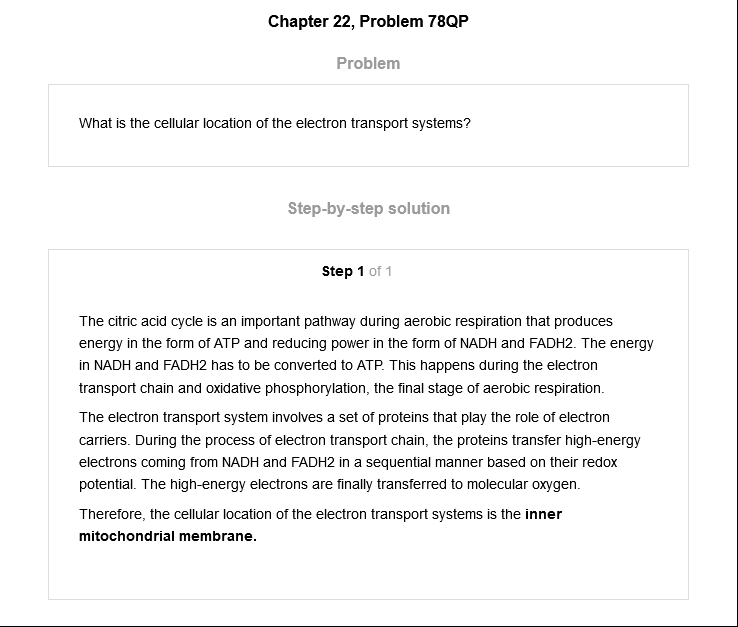 Chapter 22, Problem 78QP
Problem
What is the cellular location of the electron transport systems?
Step-by-step solution
Step 1 of 1
The citric acid cycle is an important pathway during aerobic respiration that produces
energy in the form of ATP and reducing power in the form of NADH and FADH2. The energy
in NADH and FADH2 has to be converted to ATP. This happens during the electron
transport chain and oxidative phosphorylation, the final stage of aerobic respiration.
The electron transport system involves a set of proteins that play the role of electron
carriers. During the process of electron transport chain, the proteins transfer high-energy
electrons coming from NADH and FADH2 in a sequential manner based on their redox
potential. The high-energy electrons are finally transferred to molecular oxygen.
Therefore, the cellular location of the electron transport systems is the inner
mitochondrial membrane.